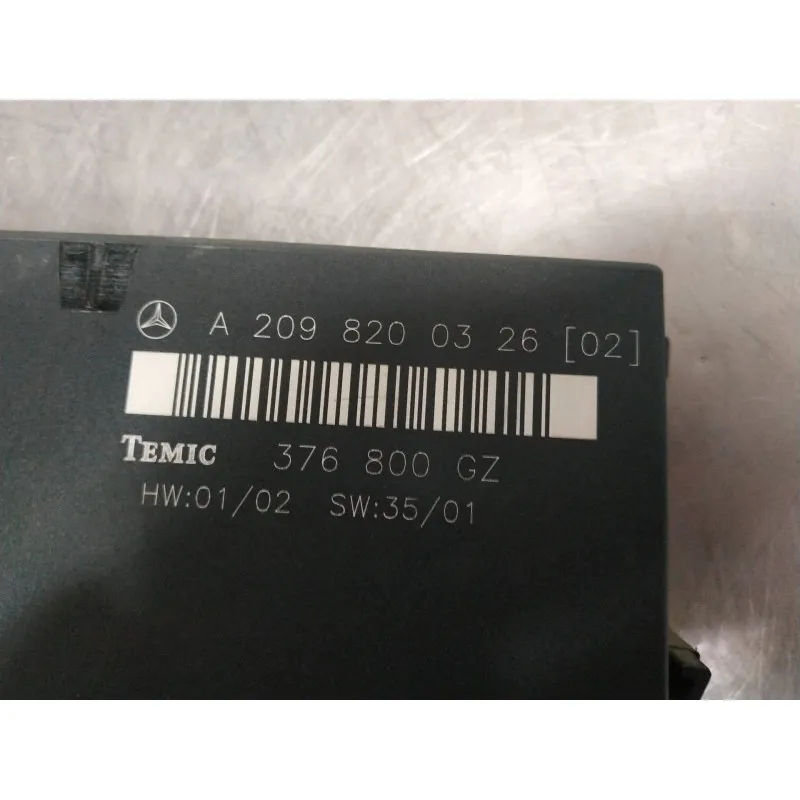 A 209 820 03 26 [02]
TEMIC 376 800 GZ
HW:01/02 SW:35/01